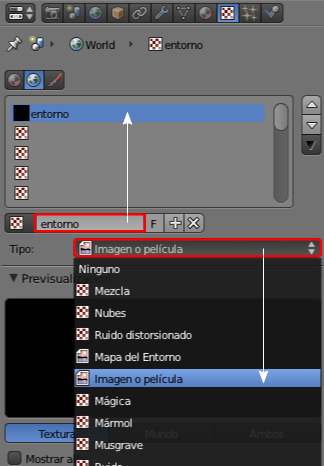 World
entorno
entorno
entorno
F
Tipo:
Imagen o película
Ninguno
Mezcla
Nubes
Ruido distorsionado
Mapa del Entorno
Imagen o película
Mágica
Mármol
Musgrave
Ruido
Previsual
Textura
Mundo
Ambos
Mostrar a